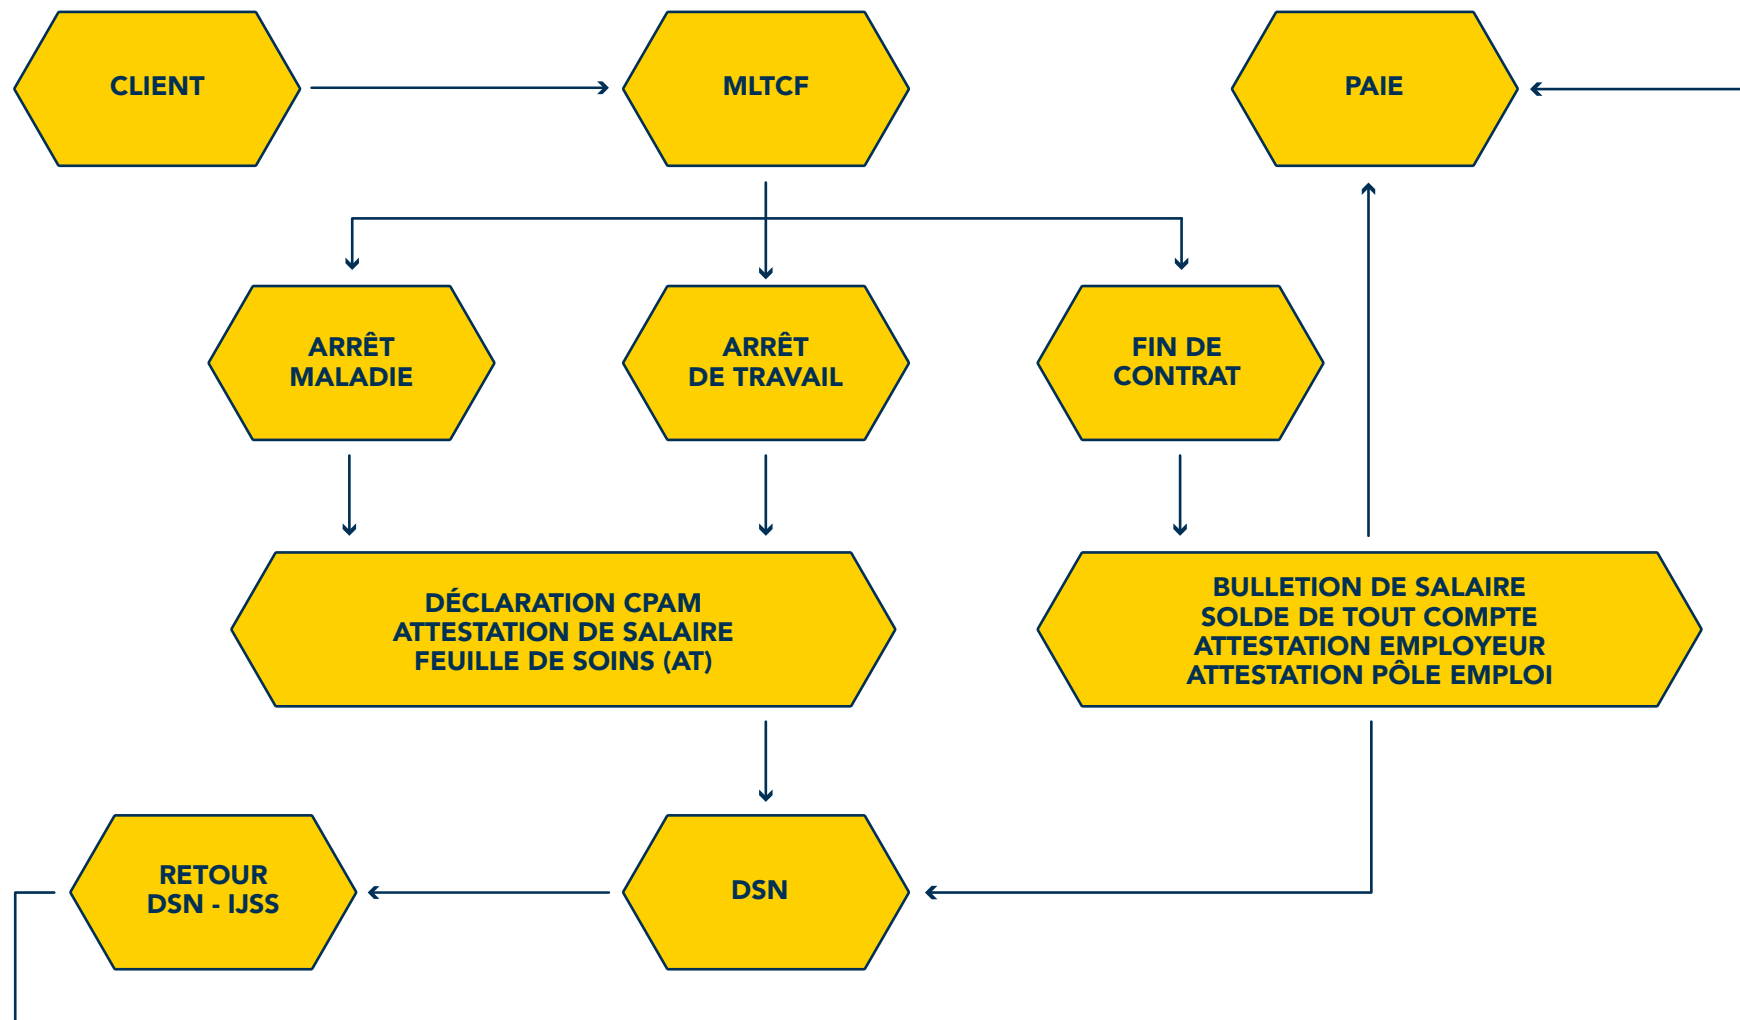 CLIENT
MLTCF
PAIE
ARRÊT
MALADIE
ARRÊT
DE TRAVAIL
FIN DE
CONTRAT
DÉCLARATION CPAM
ATTESTATION DE SALAIRE
FEUILLE DE SOINS (AT)
BULLETION DE SALAIRE
SOLDE DE TOUT COMPTE
ATTESTATION EMPLOYEUR
ATTESTATION PÔLE EMPLOI
RETOUR
DSN - IJSS
DSN